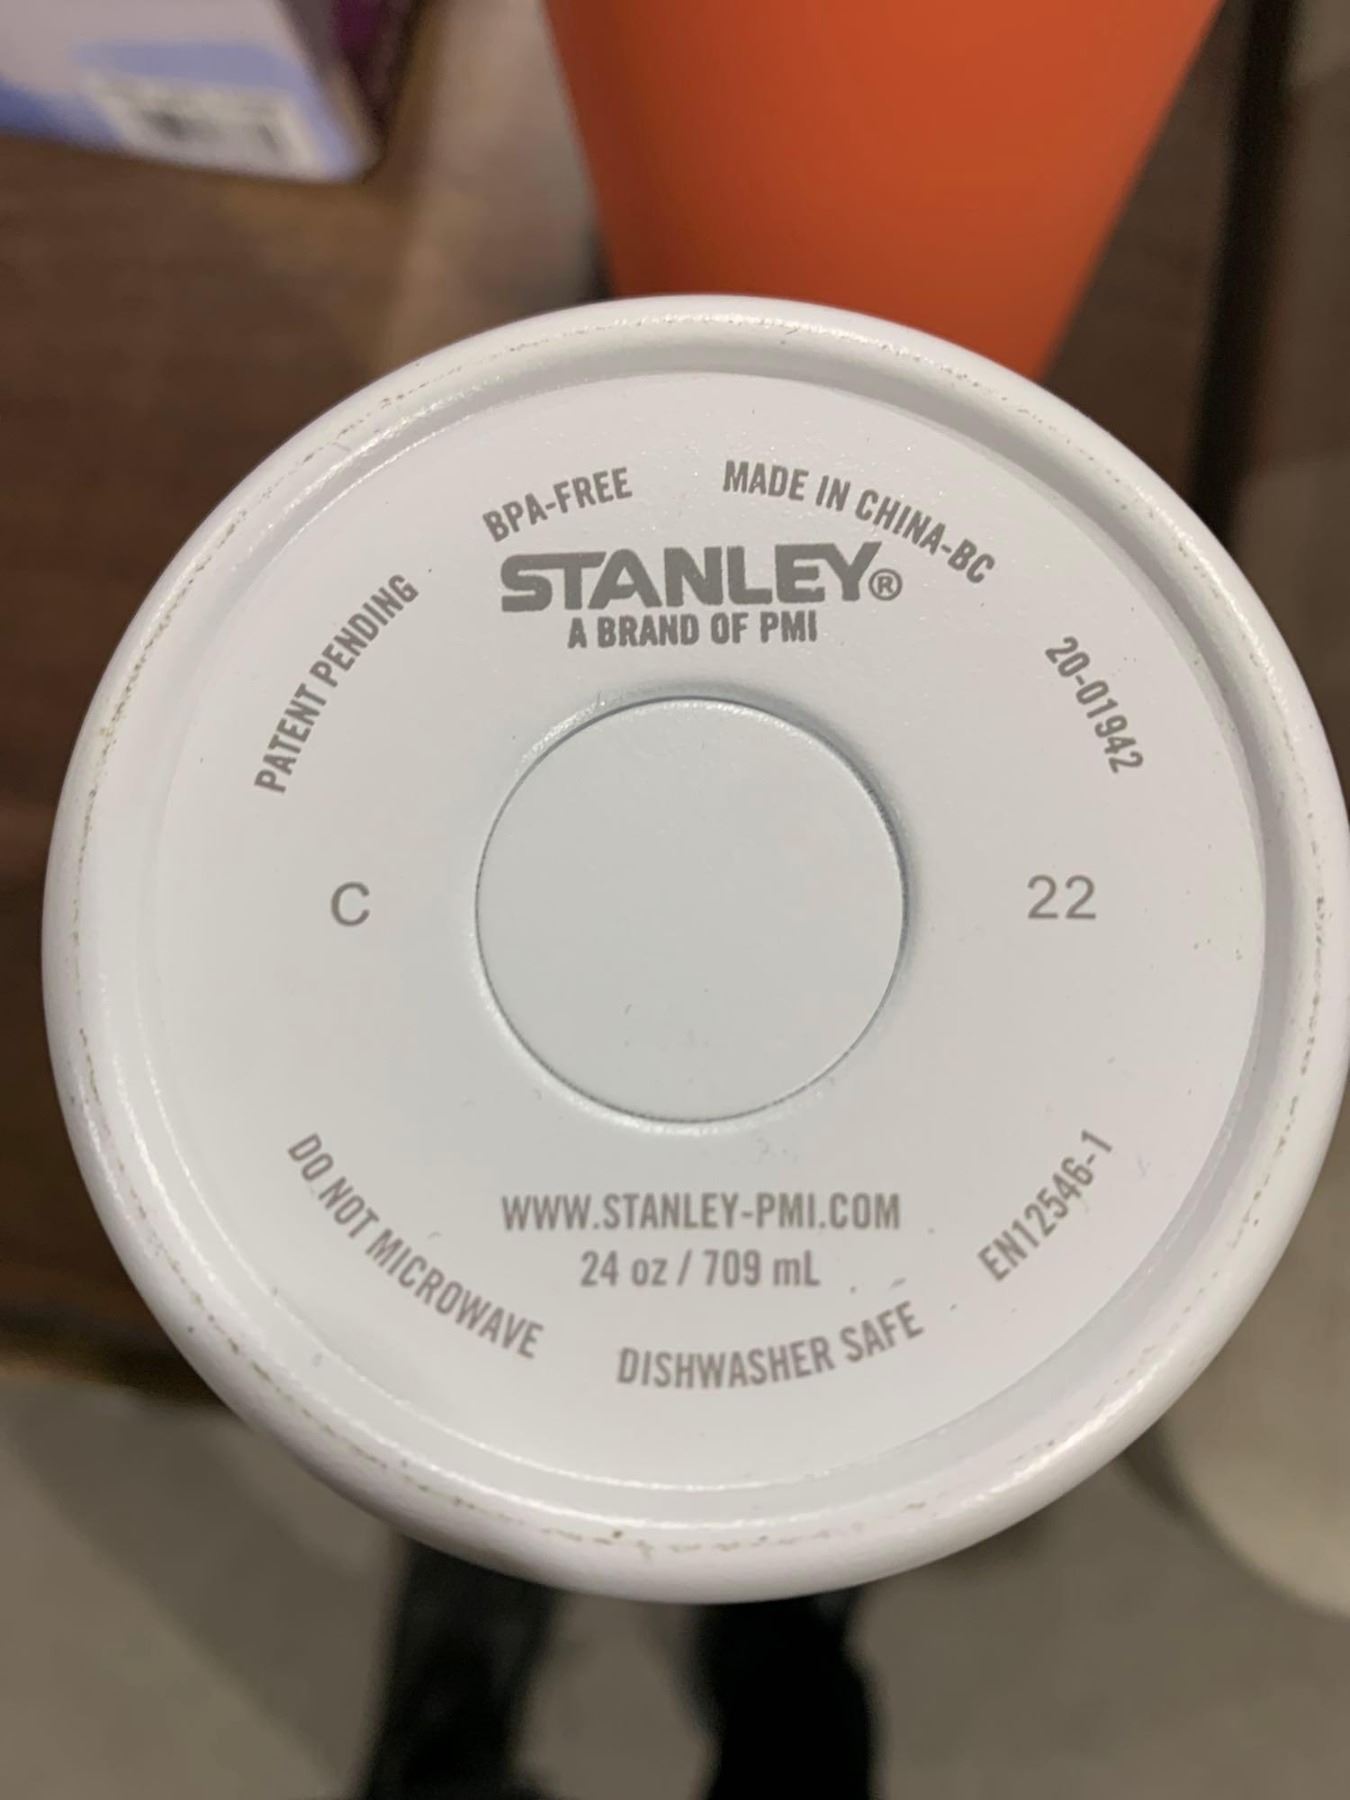 BPA-FREE
MADE IN CHINA-BC
STANLEY®
A BRAND OF PMI
PATENT PENDING
20-01942
C
22
DO NOT MICROWAVE
WWW.STANLEY-PMI.COM
24 oz / 709 mL
EN12546-1
DISHWASHER SAFE